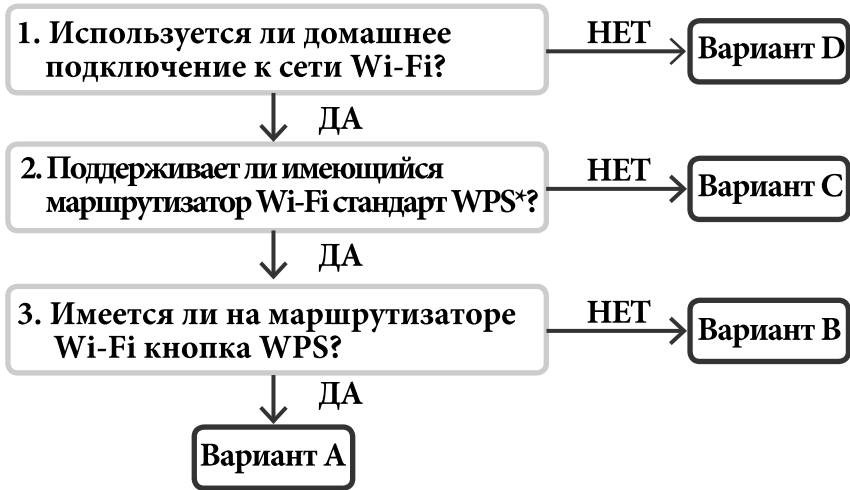 1. Используется ли домашнее
подключение к сети Wi-Fi?
НЕТ
Вариант D
ДА
2. Поддерживает ли имеющийся
маршрутизатор Wi-Fi стандарт WPS*?
НЕТ
Вариант C
ДА
3. Имеется ли на маршрутизаторе
Wi-Fi кнопка WPS?
НЕТ
Вариант B
ДА
Вариант A